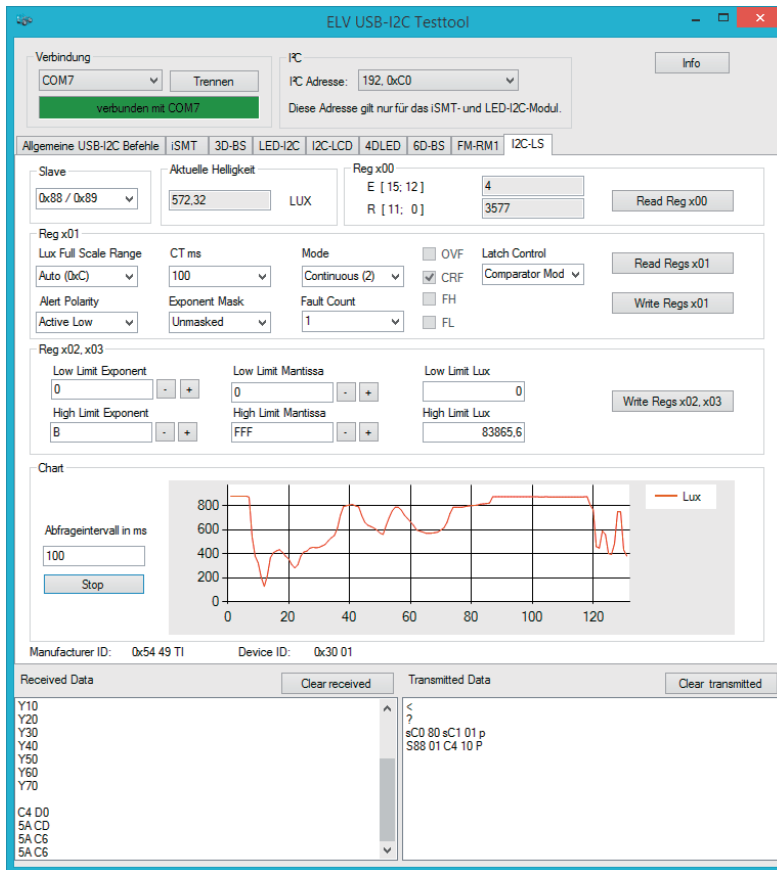 ELV USB-I2C Testtool
Verbindung
COM7
Trennen
verbunden mit COM7
I²C
I²C Adresse:
192, 0xC0
Diese Adresse gilt nur für das iSMT- und LED-I2C-Modul.
Info
Allgemeine USB-I2C Befehle
iSMT
3D-BS
LED-I2C
I2C-LCD
4DLED
6D-BS
FM-RM1
I2C-LS
Slave
0x88 / 0x89
Aktuelle Helligkeit
572,32
LUX
Reg x00
E [ 15; 12 ]
4
R [ 11; 0]
3577
Read Reg x00
Reg x01
Lux Full Scale Range
CT ms
Mode
OVF
Latch Control
Auto (0xC)
100
Continuous (2)
CRF
Comparator Mod
Read Regs x01
Alert Polarity
Exponent Mask
Fault Count
FH
Active Low
Unmasked
1
FL
Write Regs x01
Reg x02, x03
Low Limit Exponent
Low Limit Mantissa
Low Limit Lux
0
-
+
0
-
+
0
High Limit Exponent
High Limit Mantissa
High Limit Lux
B
-
+
FFF
-
+
83865,6
Write Regs x02, x03
Chart
Abfrageintervall in ms
100
Stop
800
600
400
200
0
0
20
40
60
80
100
120
Lux
Manufacturer ID:
0x54 49 TI
Device ID:
0x30 01
Received Data
Clear received
Transmitted Data
Clear transmitted
Y10
Y20
Y30
Y40
Y50
Y60
Y70
C4 D0
5A CD
5A C6
5A C6
<
?
sC0 80 sC1 01 p
S88 01 C4 10 P